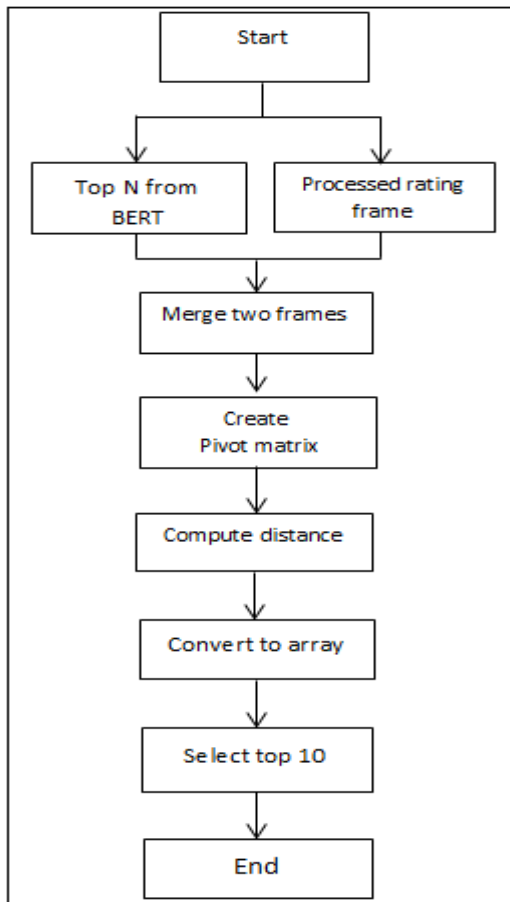 Start
Top N from
BERT
Processed rating
frame
Merge two frames
Create
Pivot matrix
Compute distance
Convert to array
Select top 10
End